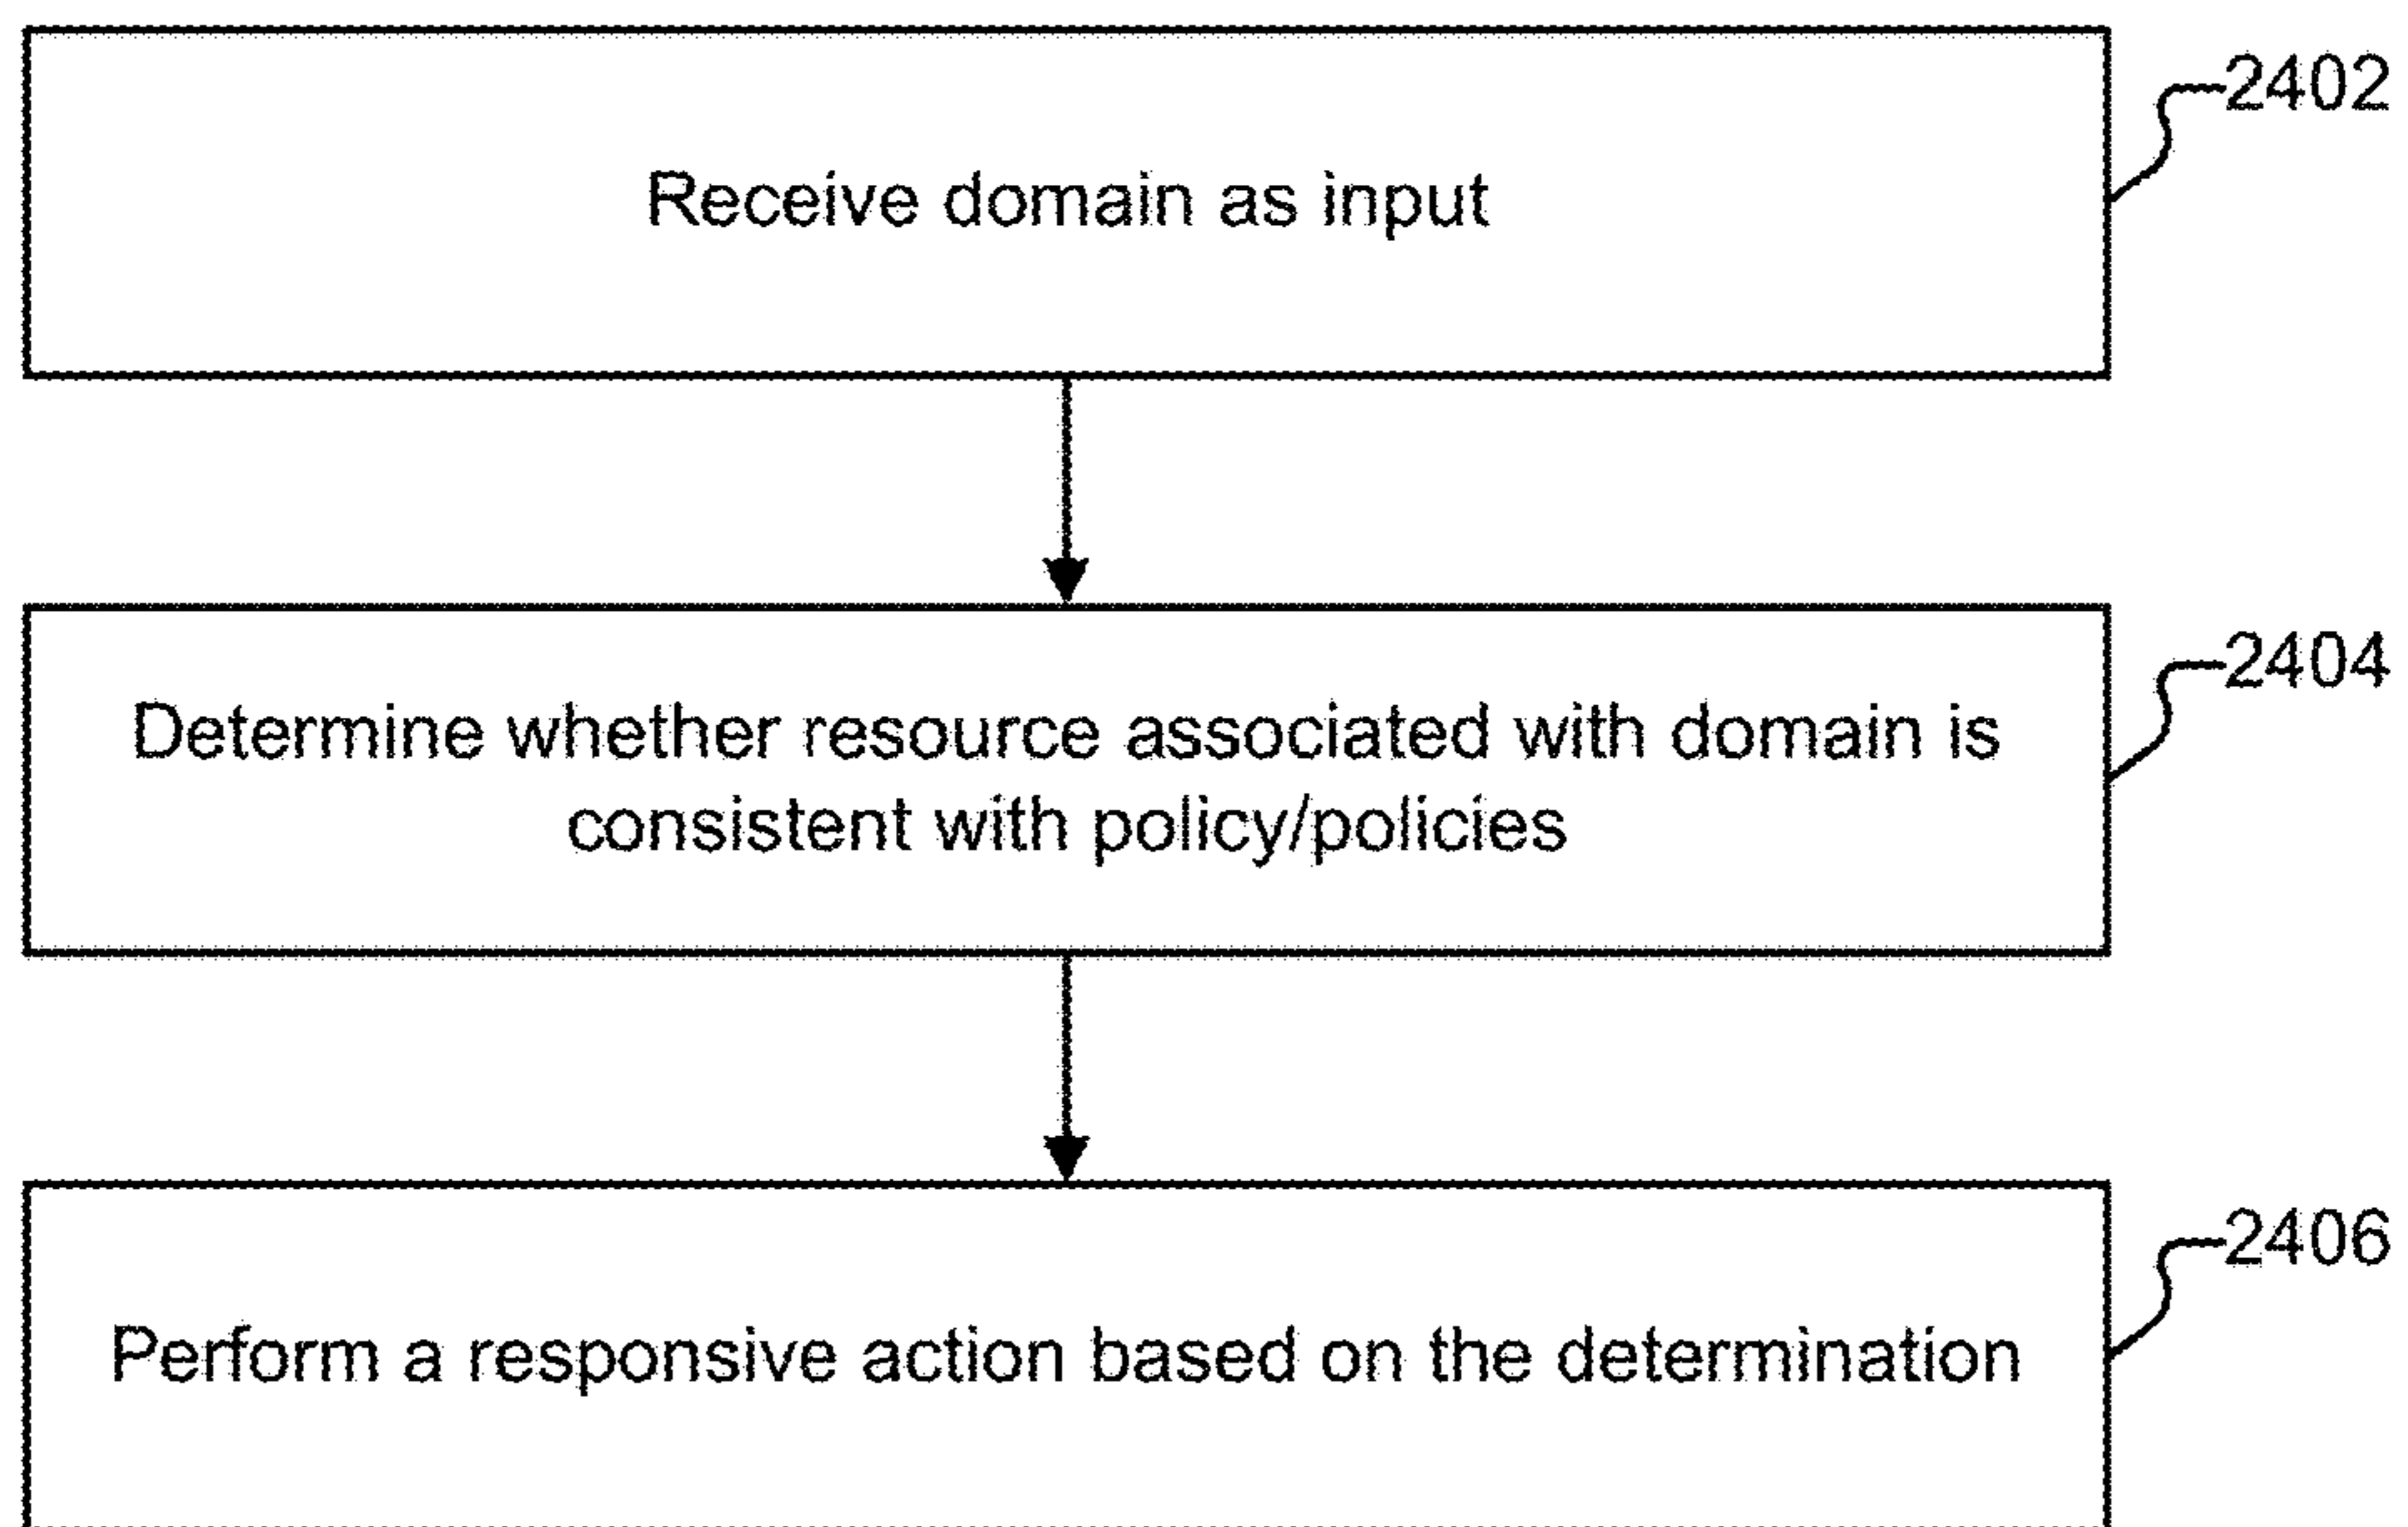 Receive domain as input
2402
Determine whether resource associated with domain is
consistent with policy/policies
2404
Perform a responsive action based on the determination
2406